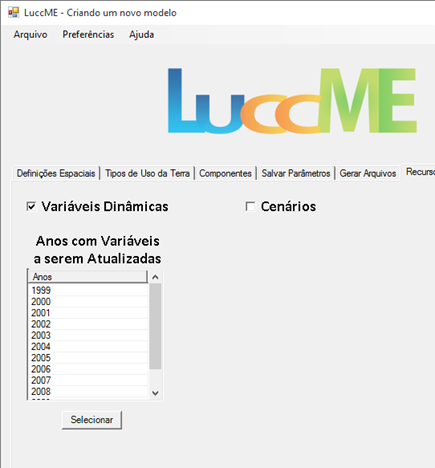 LuccME - Criando um novo modelo
Arquivo Preferências Ajuda
LuccME
Definições Espaciais Tipos de Uso da Terra Componentes Salvar Parâmetros Gerar Arquivos Recurso
Variáveis Dinâmicas Cenários
Anos com Variáveis
a serem Atualizadas
Anos
1999
2000
2001
2002
2003
2004
2005
2006
2007
2008
Selecionar